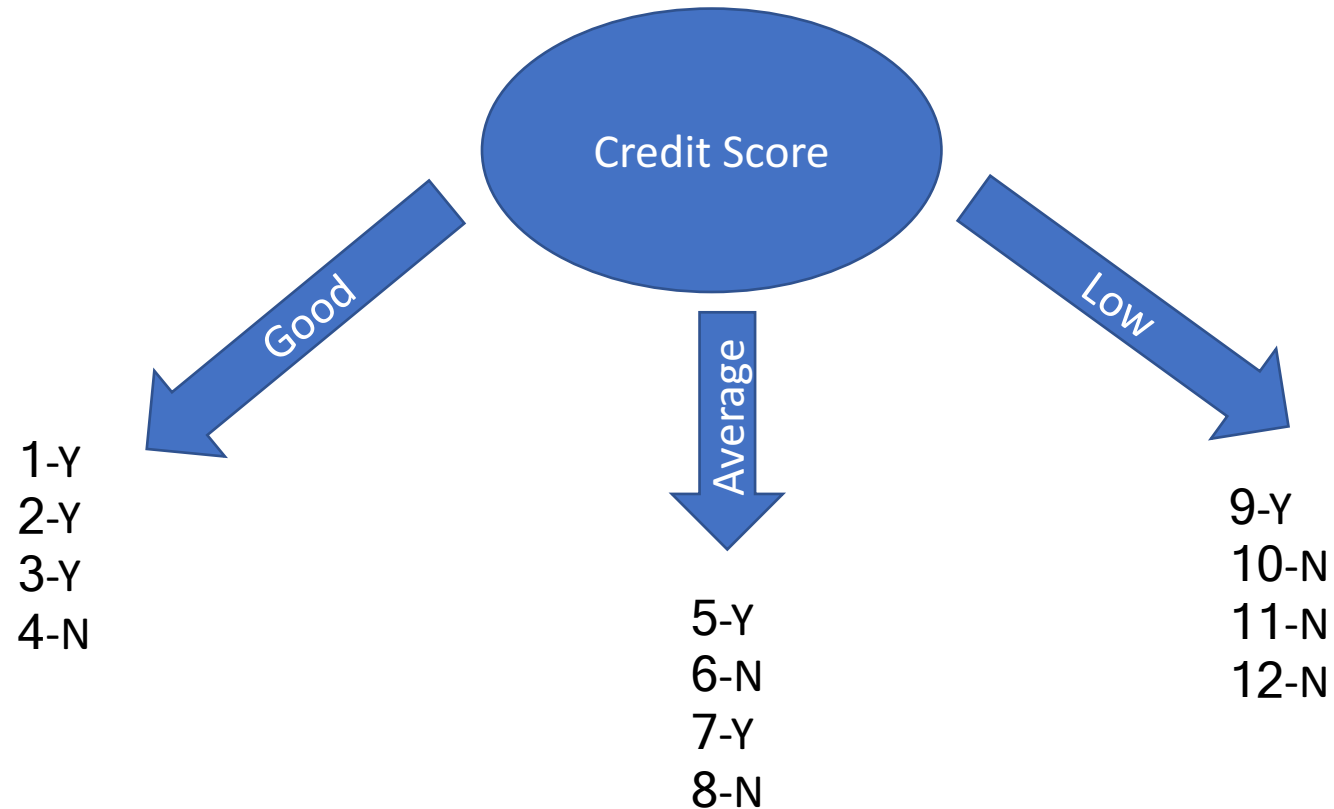 Credit Score
Good
Average
Low
1-Y
2-Y
3-Y
4-N
5-Y
6-N
7-Y
8-N
9-Y
10-N
11-N
12-N